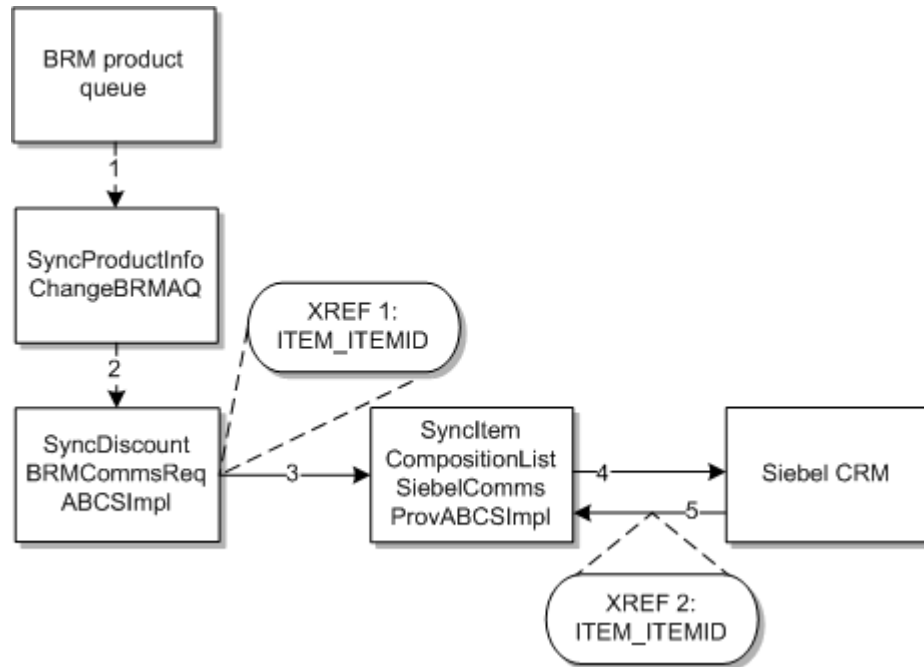 BRM product
queue
1
SyncProductInfo
ChangeBRMAQ
2
XREF 1:
ITEM_ITEMID
SyncDiscount
BRMCommsReq
ABCSImpl
3
SyncItem
CompositionList
SiebelComms
ProvABCSImpl
4
5
Siebel CRM
XREF 2:
ITEM_ITEMID